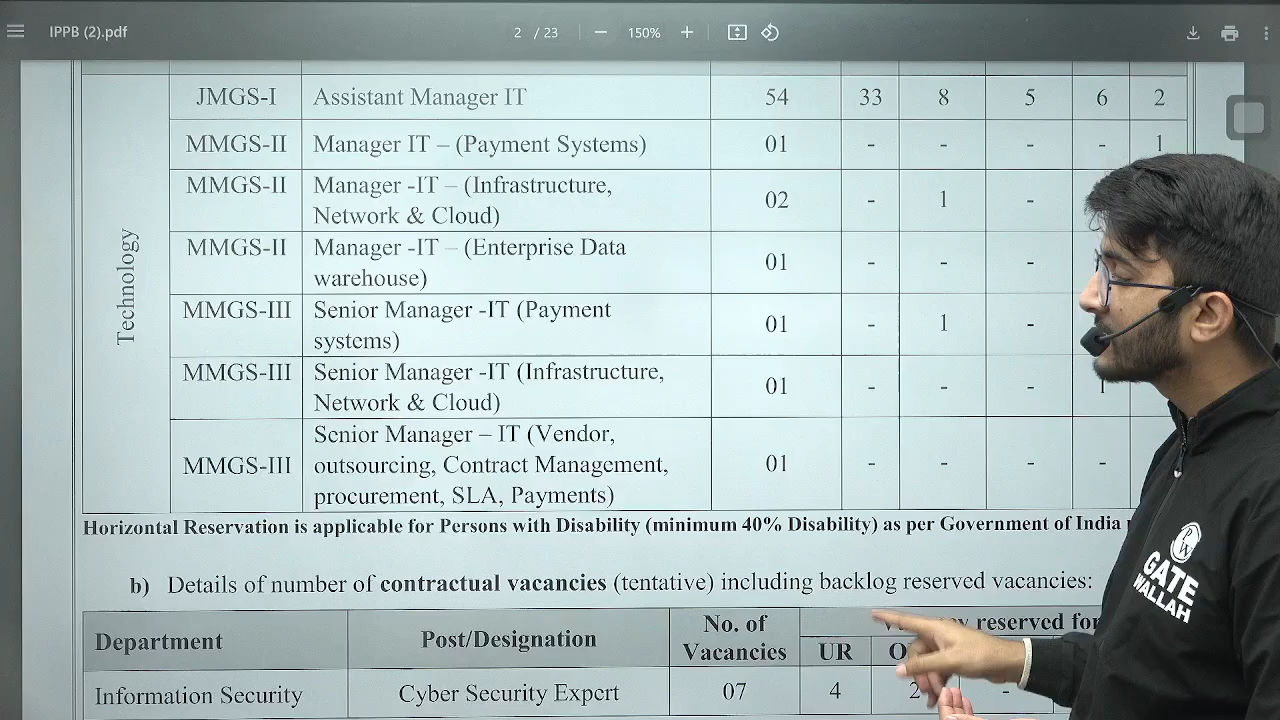 IPPB (2).pdf 2 / 23 150%
JMGS-I Assistant Manager IT 54 33 8 5 6 2
MMGS-II Manager IT – (Payment Systems) 01 - - - - 1
MMGS-II Manager -IT – (Infrastructure,
Network & Cloud) 02 - 1 -
MMGS-II Manager -IT – (Enterprise Data
warehouse) 01 - - -
Technology
MMGS-III Senior Manager -IT (Payment
systems) 01 - 1 -
MMGS-III Senior Manager -IT (Infrastructure,
Network & Cloud) 01 - - -
MMGS-III Senior Manager – IT (Vendor,
outsourcing, Contract Management,
procurement, SLA, Payments) 01 - - - -
Horizontal Reservation is applicable for Persons with Disability (minimum 40% Disability) as per Government of India
b) Details of number of contractual vacancies (tentative) including backlog reserved vacancies:
Department Post/Designation No. of
Vacancies reserved for
UR
Information Security Cyber Security Expert 07 4 2 -
PW
GATE
WALLAH